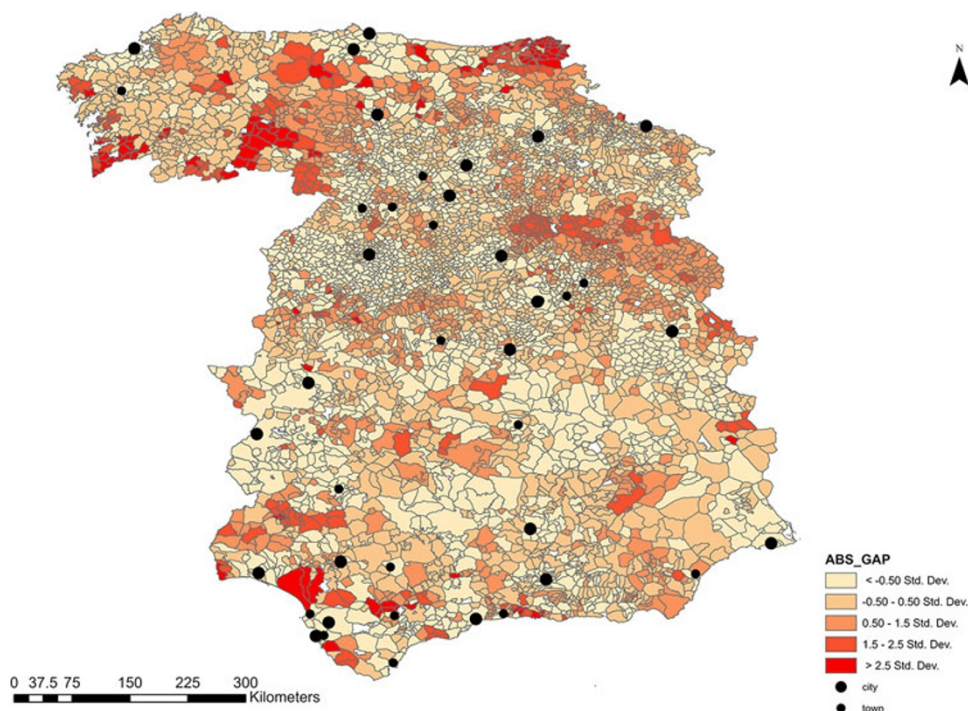 N
ABS_GAP
< -0.50 Std. Dev.
-0.50 - 0.50 Std. Dev.
0.50 - 1.5 Std. Dev.
1.5 - 2.5 Std. Dev.
> 2.5 Std. Dev.
city
town
0 37.5 75 150 225 300
Kilometers